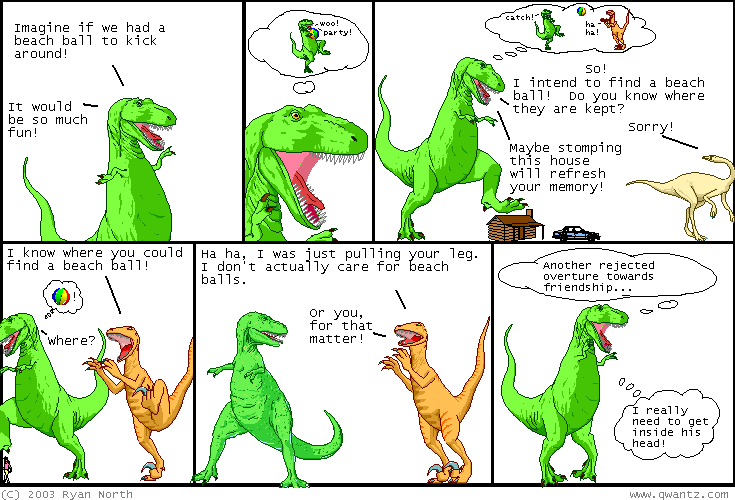 Imagine if we had a
beach ball to kick
around!
It would
be so much
fun!
woo!
party!
catch!
ha
ha!
So!
I intend to find a beach
ball! Do you know where
they are kept?
Maybe stomping
this house
will refresh
your memory!
Sorry!
I know where you could
find a beach ball!
!
Where?
Ha ha, I was just pulling your leg.
I don't actually care for beach
balls.
Or you,
for that
matter!
Another rejected
overture towards
friendship...
I really
need to get
inside his
head!
(C) 2003 Ryan North
www.qwantz.com